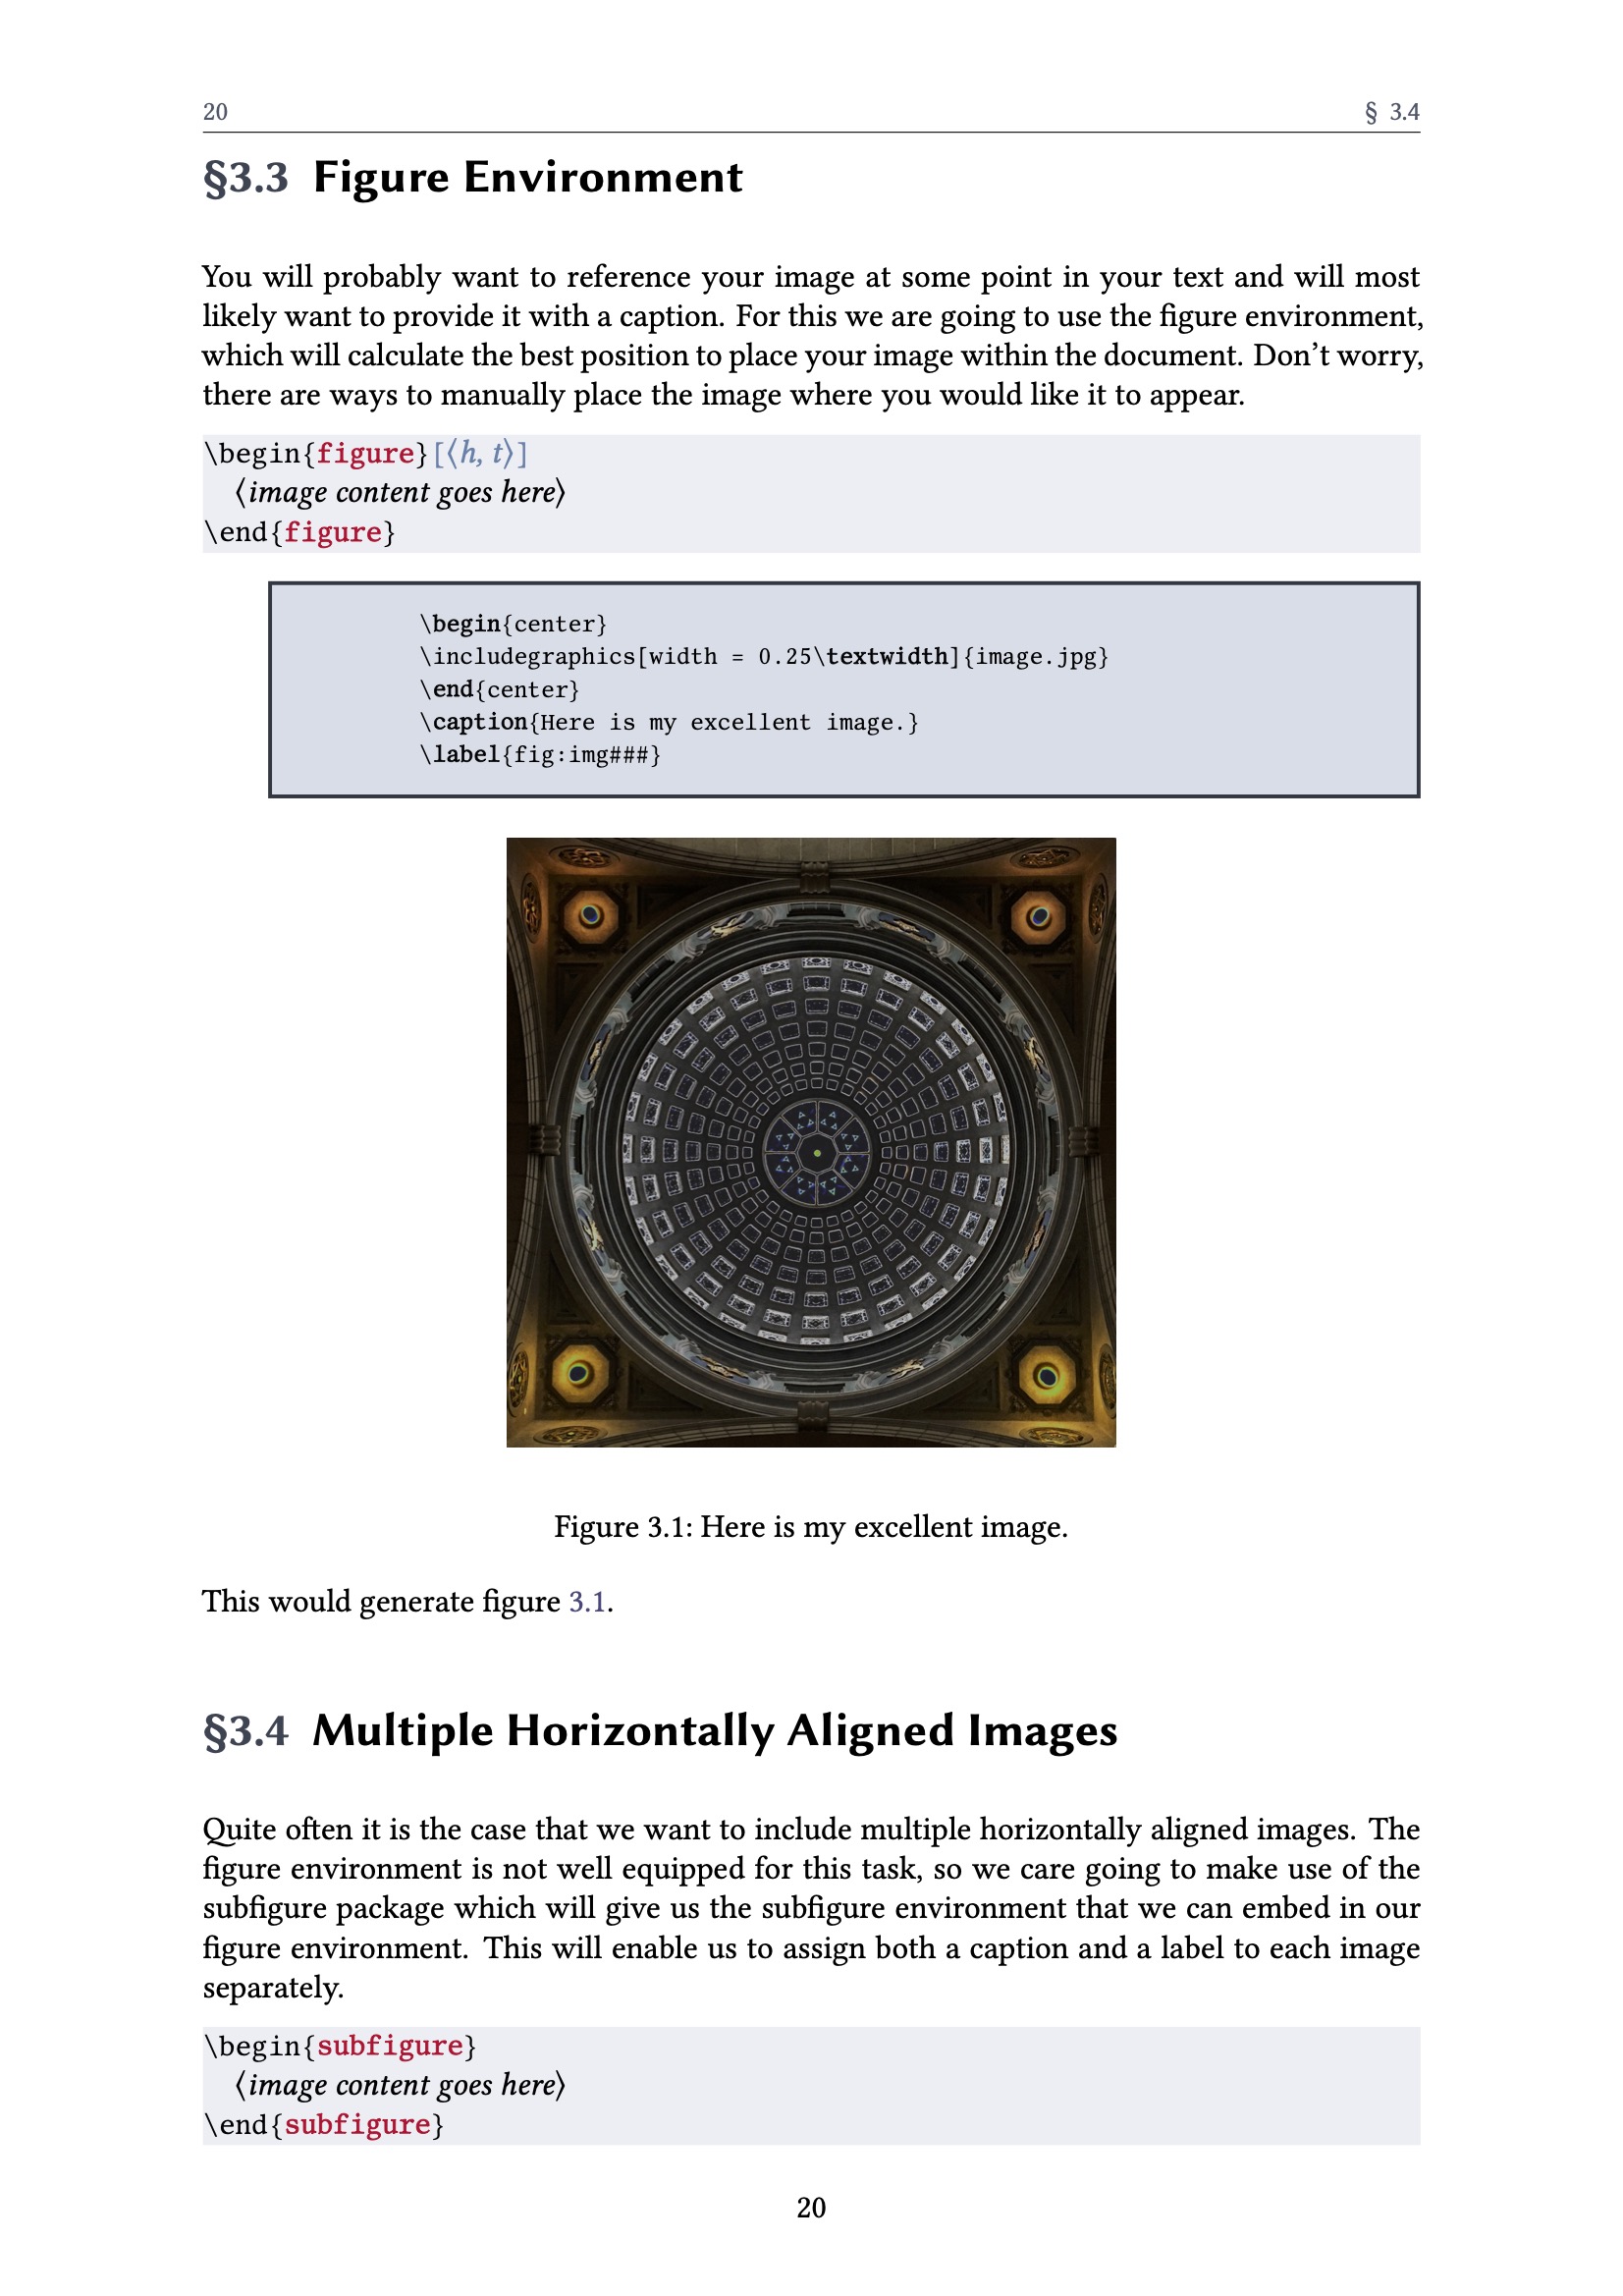 20 § 3.4
§3.3 Figure Environment
You will probably want to reference your image at some point in your text and will most
likely want to provide it with a caption. For this we are going to use the figure environment,
which will calculate the best position to place your image within the document. Don’t worry,
there are ways to manually place the image where you would like it to appear.
\begin{figure}[⟨h, t⟩]
⟨image content goes here⟩
\end{figure}
\begin{center}
\includegraphics[width = 0.25\textwidth]{image.jpg}
\end{center}
\caption{Here is my excellent image.}
\label{fig:img###}
Figure 3.1: Here is my excellent image.
This would generate figure 3.1.
§3.4 Multiple Horizontally Aligned Images
Quite often it is the case that we want to include multiple horizontally aligned images. The
figure environment is not well equipped for this task, so we care going to make use of the
subfigure package which will give us the subfigure environment that we can embed in our
figure environment. This will enable us to assign both a caption and a label to each image
separately.
\begin{subfigure}
⟨image content goes here⟩
\end{subfigure}
20